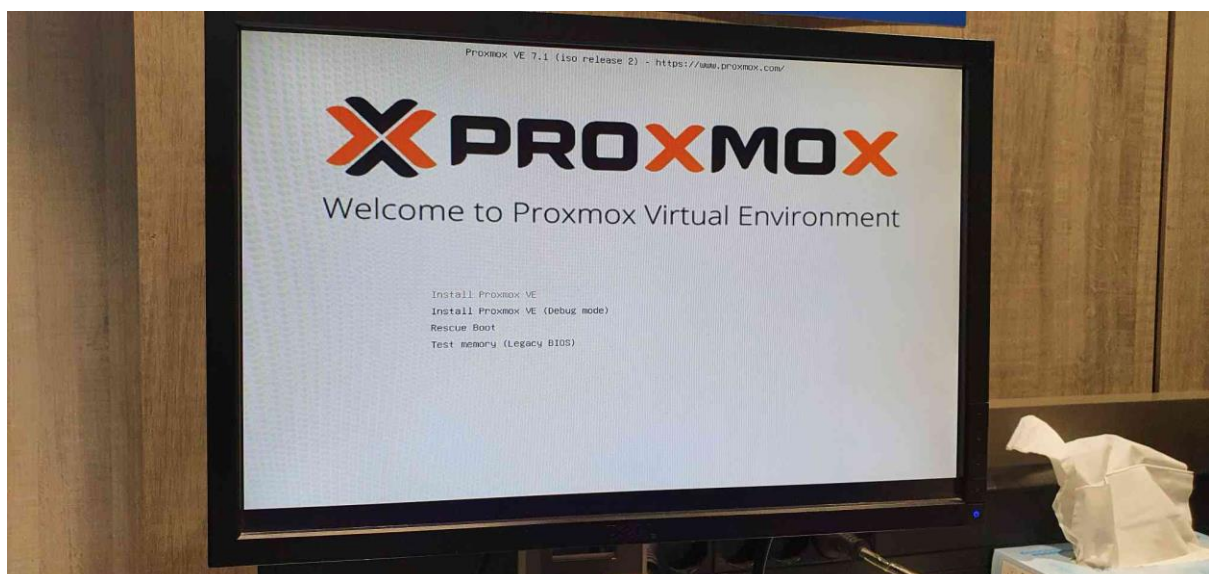 Proxmox VE 7.1 (iso release 2) - https://www.proxmox.com/
PROXMOX
Welcome to Proxmox Virtual Environment
Install Proxmox VE
Install Proxmox VE (Debug mode)
Rescue Boot
Test memory (Legacy BIOS)